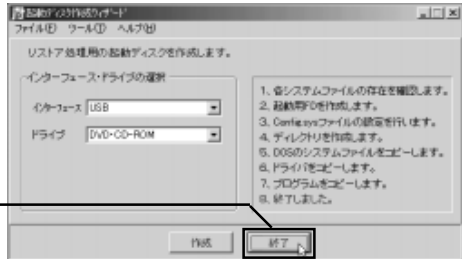 起動ディスク作成ウィザード
ファイル(F) ツール(T) ヘルプ(H)
リストア処理用の起動ディスクを作成します。
インターフェース・ドライブの選択
インターフェース USB
ドライブ DVD・CD-ROM
1、各システムファイルの存在を確認します。
2、起動用FDを作成します。
3、Config.sysファイルの設定を行います。
4、ディレクトリを作成します。
5、DOSのシステムファイルをコピーします。
6、ドライバをコピーします。
7、プログラムをコピーします。
8、終了しました。
作成 終了